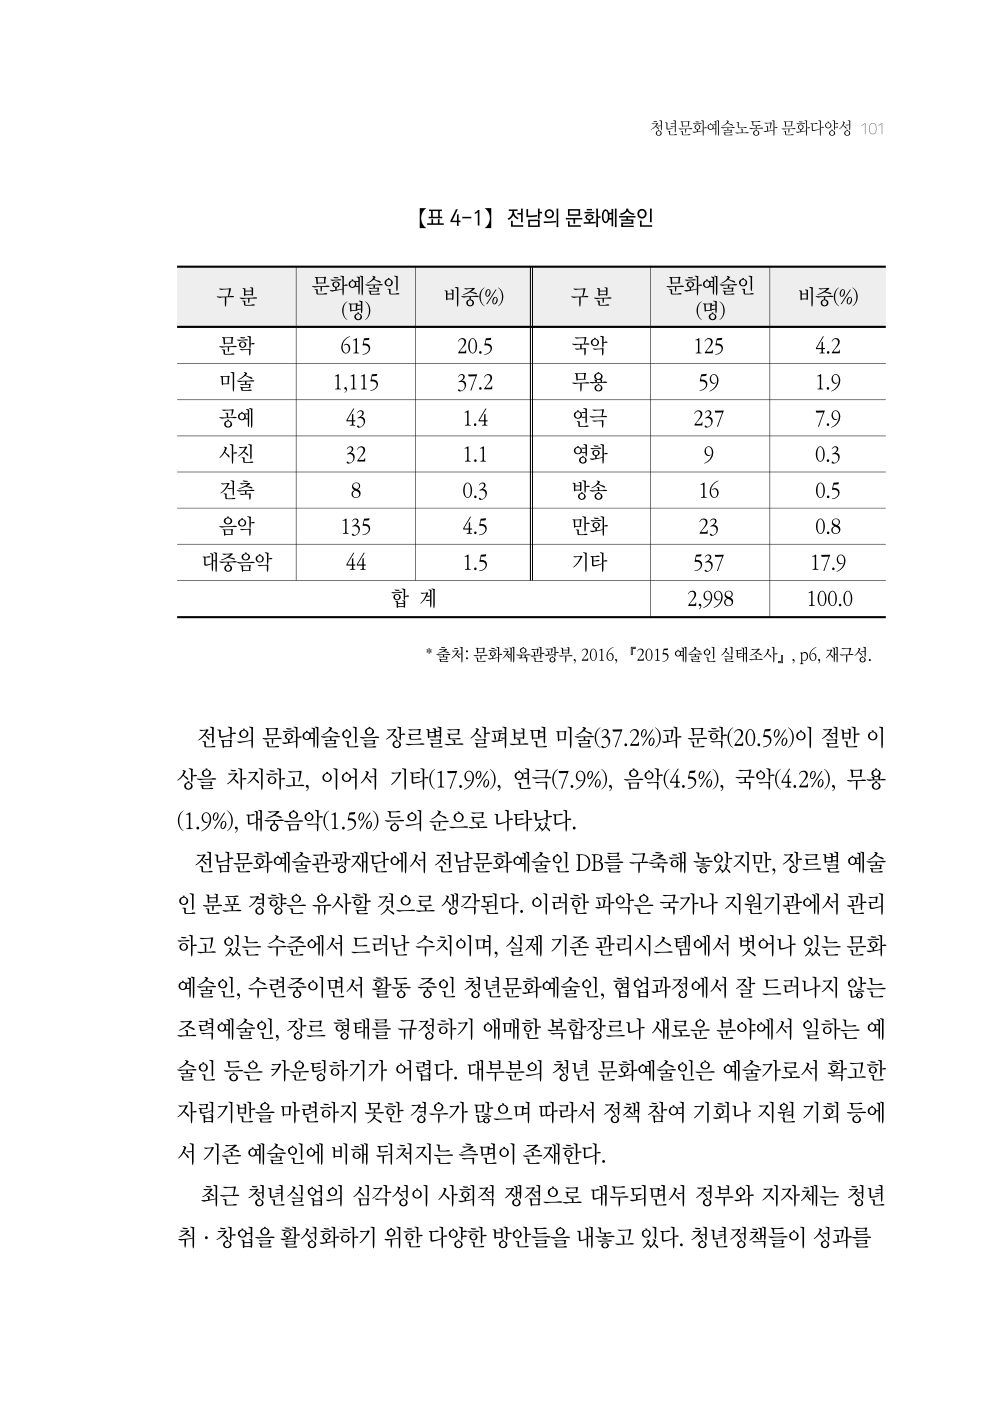 청년문화예술노동과 문화다양성 101
【표 4-1】 전남의 문화예술인
구 분 문화예술인 (명) 비중(%) 구 분 문화예술인 (명) 비중(%)
문학 615 20.5 국악 125 4.2
미술 1,115 37.2 무용 59 1.9
공예 43 1.4 연극 237 7.9
사진 32 1.1 영화 9 0.3
건축 8 0.3 방송 16 0.5
음악 135 4.5 만화 23 0.8
대중음악 44 1.5 기타 537 17.9
합 계 2,998 100.0
* 출처: 문화체육관광부, 2016, 『2015 예술인 실태조사』, p6, 재구성.
전남의 문화예술인을 장르별로 살펴보면 미술(37.2%)과 문학(20.5%)이 절반 이
상을 차지하고, 이어서 기타(17.9%), 연극(7.9%), 음악(4.5%), 국악(4.2%), 무용
(1.9%), 대중음악(1.5%) 등의 순으로 나타났다.
전남문화예술관광재단에서 전남문화예술인 DB를 구축해 놓았지만, 장르별 예술
인 분포 경향은 유사할 것으로 생각된다. 이러한 파악은 국가나 지원기관에서 관리
하고 있는 수준에서 드러난 수치이며, 실제 기존 관리시스템에서 벗어나 있는 문화
예술인, 수련중이면서 활동 중인 청년문화예술인, 협업과정에서 잘 드러나지 않는
조력예술인, 장르 형태를 규정하기 애매한 복합장르나 새로운 분야에서 일하는 예
술인 등은 카운팅하기가 어렵다. 대부분의 청년 문화예술인은 예술가로서 확고한
자립기반을 마련하지 못한 경우가 많으며 따라서 정책 참여 기회나 지원 기회 등에
서 기존 예술인에 비해 뒤처지는 측면이 존재한다.
최근 청년실업의 심각성이 사회적 쟁점으로 대두되면서 정부와 지자체는 청년
취 · 창업을 활성화하기 위한 다양한 방안들을 내놓고 있다. 청년정책들이 성과를